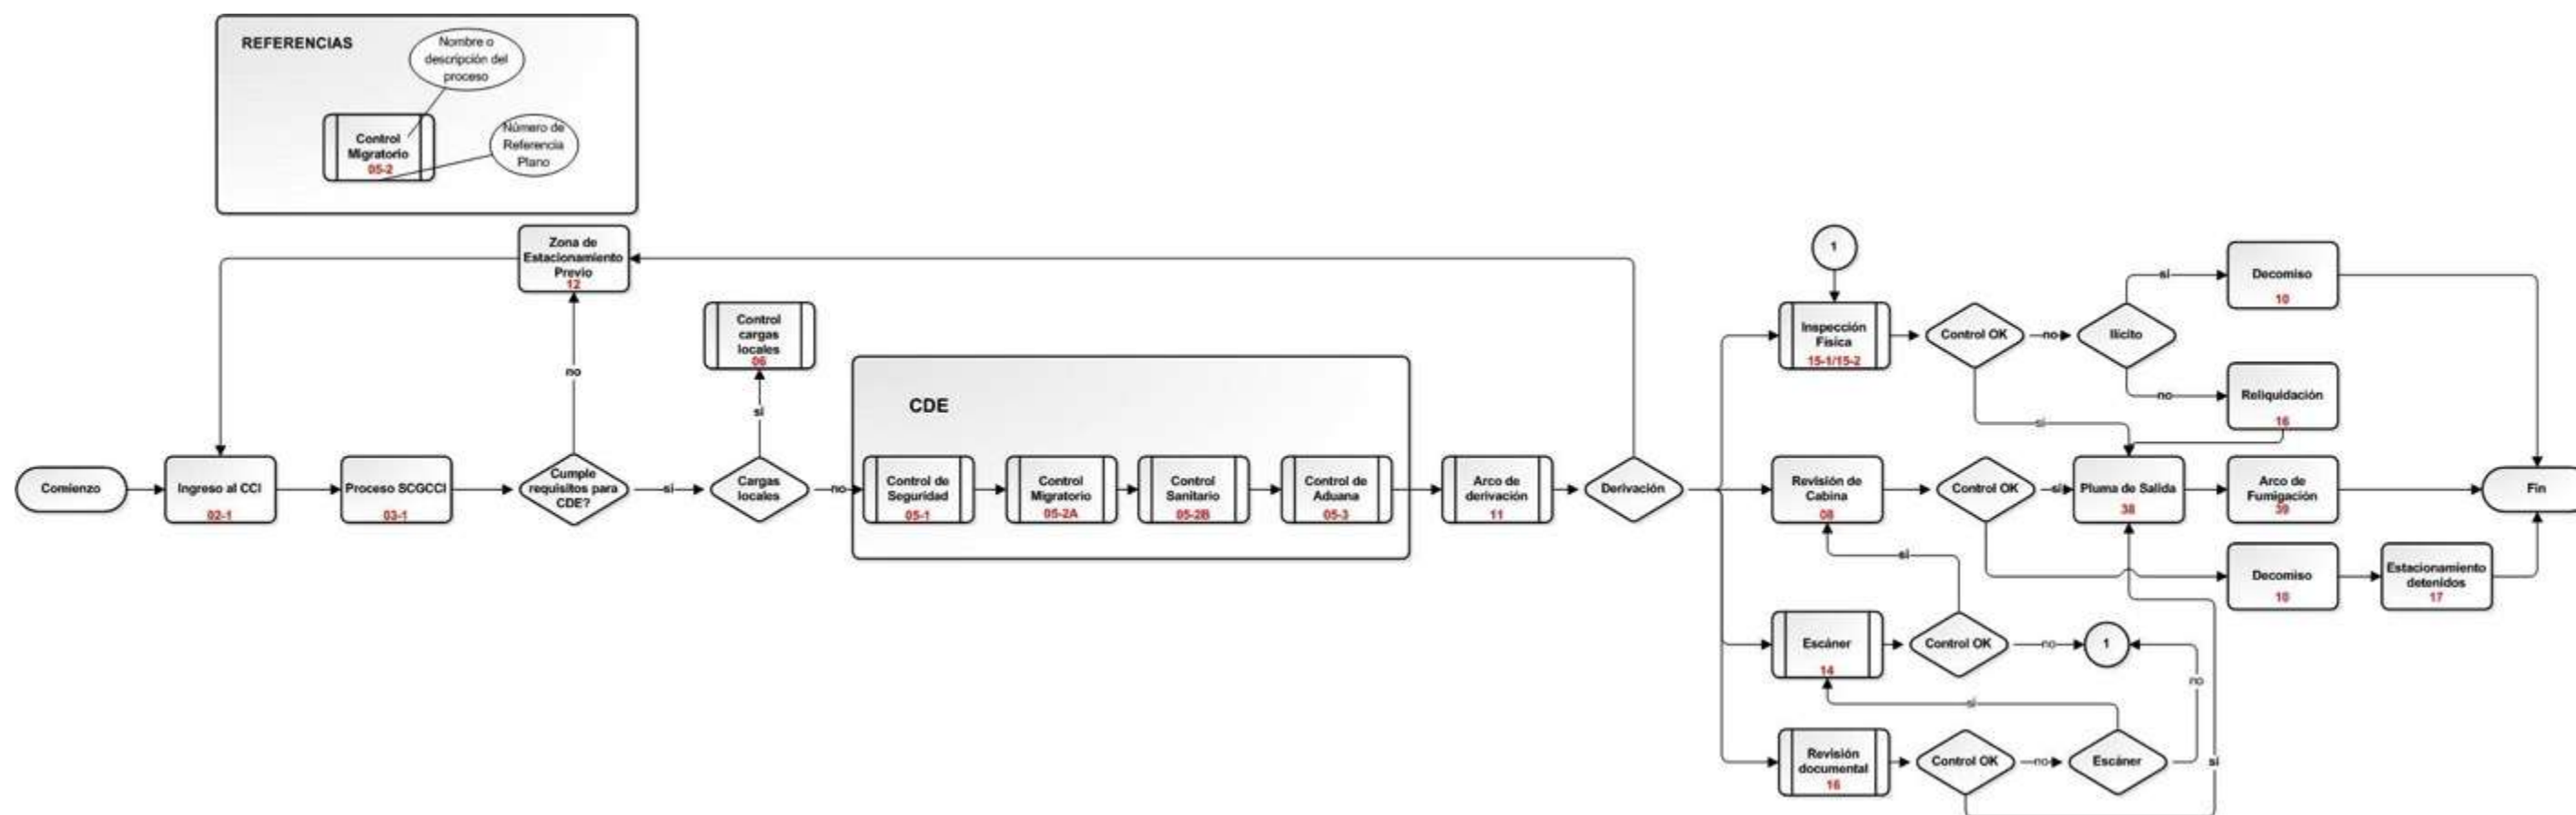 REFERENCIAS
Nombre o
descripción del
proceso
Control
Migratorio
05-2
Número de
Referencia
Plano
Zona de
Estacionamiento
Previo
12
no
Control
cargas
locales
06
si
Comienzo
Ingreso al CCI
02-1
Proceso SCGCCI
03-1
Cumple
requisitos para
CDE?
si
Cargas
locales
no
CDE
Control de
Seguridad
05-1
Control
Migratorio
05-2A
Control
Sanitario
05-2B
Control de
Aduana
05-3
Arco de
derivación
11
Derivación
1
Inspección
Física
15-1/15-2
Control OK
no
Ilícito
si
Decomiso
10
no
Reliquidación
16
si
Revisión de
Cabina
08
Control OK
si
Pluma de Salida
38
Arco de
Fumigación
39
Fin
si
Decomiso
10
Estacionamiento
detenidos
17
Escáner
14
Control OK
no
1
no
si
Revisión
documental
16
Control OK
no
Escáner
si